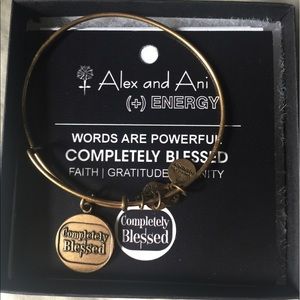 Alex and Ani
(+) ENERGY
WORDS ARE POWERFUL
COMPLETELY BLESSED
FAITH | GRATITUDE
Completely
Blessed
Completely
Blessed